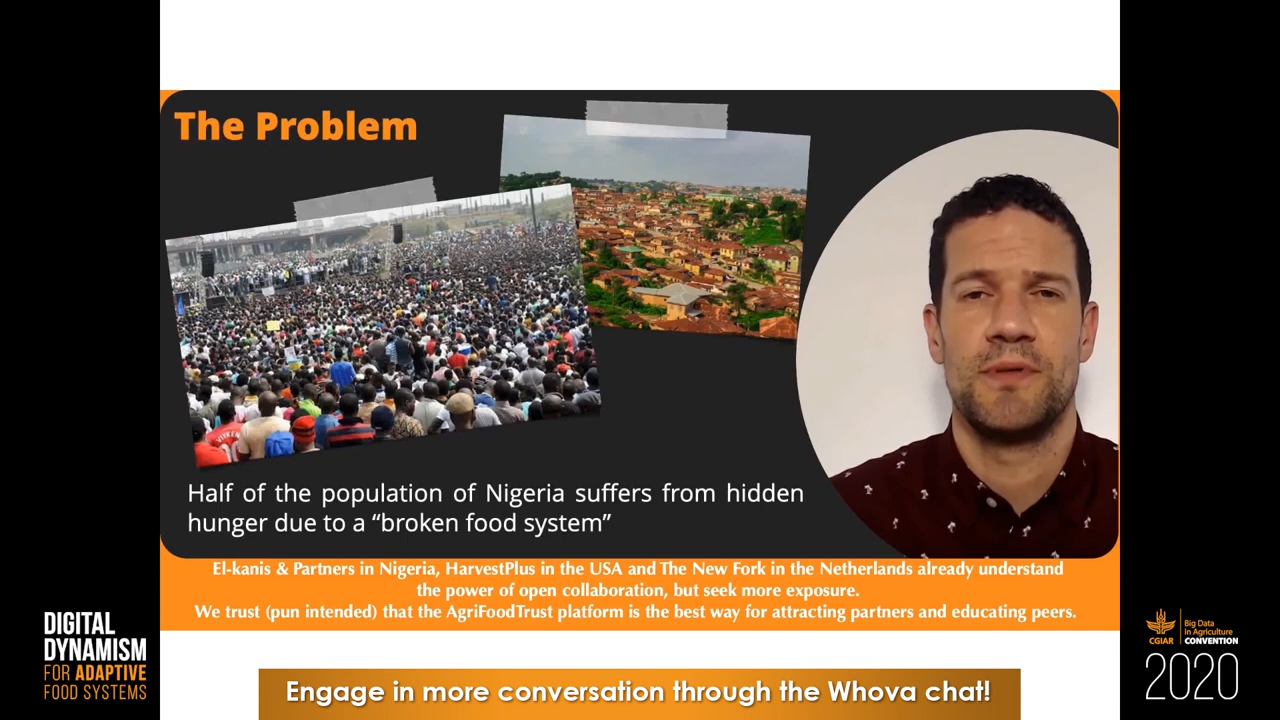 The Problem
Half of the population of Nigeria suffers from hidden
hunger due to a “broken food system”
El-kanis & Partners in Nigeria, HarvestPlus in the USA and The New Fork in the Netherlands already understand
the power of open collaboration, but seek more exposure.
We trust (pun intended) that the AgriFoodTrust platform is the best way for attracting partners and educating peers.
DIGITAL
DYNAMISM
FOR ADAPTIVE
FOOD SYSTEMS
Engage in more conversation through the Whova chat!
CGIAR
Big Data
in Agriculture
CONVENTION
2020